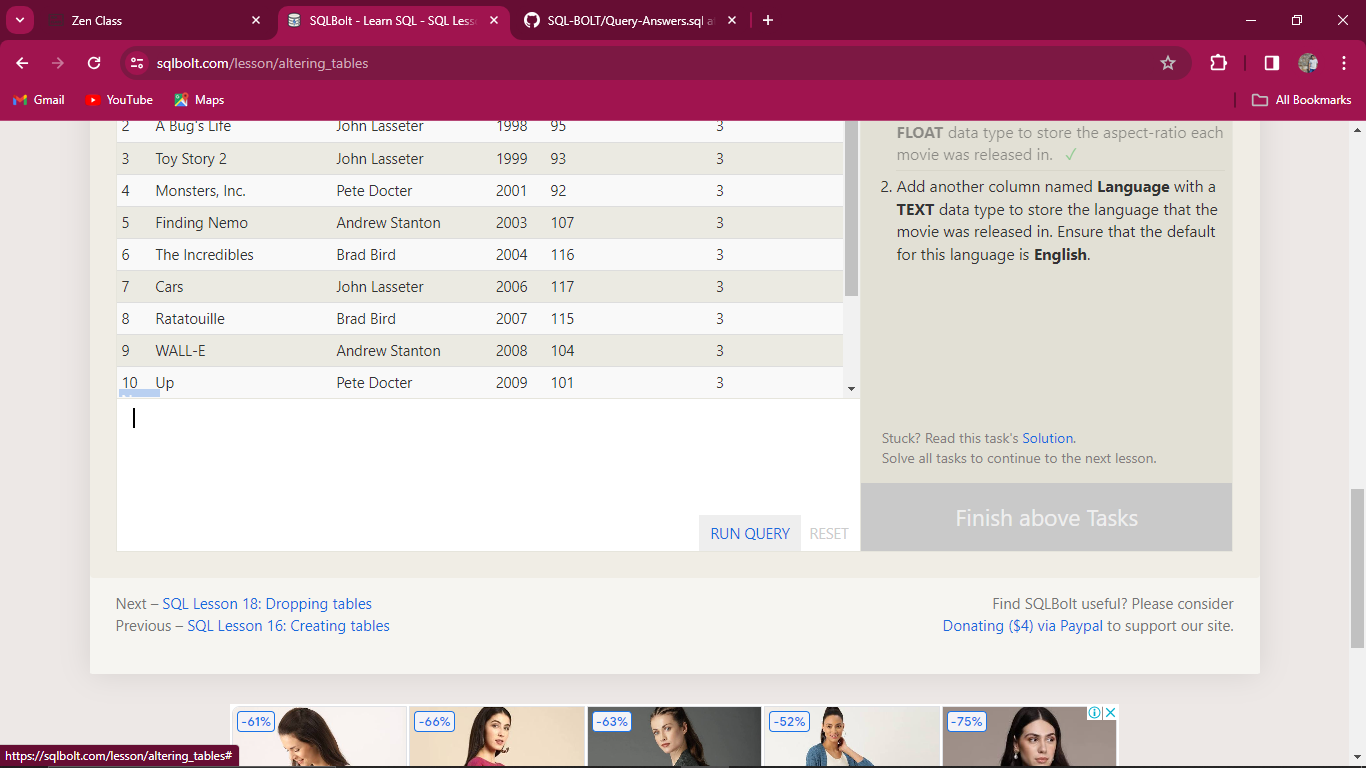 Zen Class
SQLBolt - Learn SQL - SQL Less
SQL-BOLT/Query-Answers.sql a
sqlbolt.com/lesson/altering_tables
Gmail
YouTube
Maps
All Bookmarks
2 A Bug's Life John Lasseter 1998 95 3
3 Toy Story 2 John Lasseter 1999 93 3
4 Monsters, Inc. Pete Docter 2001 92 3
5 Finding Nemo Andrew Stanton 2003 107 3
6 The Incredibles Brad Bird 2004 116 3
7 Cars John Lasseter 2006 117 3
8 Ratatouille Brad Bird 2007 115 3
9 WALL-E Andrew Stanton 2008 104 3
10 Up Pete Docter 2009 101 3
FLOAT data type to store the aspect-ratio each
movie was released in. ✓
2. Add another column named Language with a
TEXT data type to store the language that the
movie was released in. Ensure that the default
for this language is English.
Stuck? Read this task's Solution.
Solve all tasks to continue to the next lesson.
RUN QUERY
RESET
Finish above Tasks
Next – SQL Lesson 18: Dropping tables
Previous – SQL Lesson 16: Creating tables
Find SQLBolt useful? Please consider
Donating ($4) via Paypal to support our site.
-61%
-66%
-63%
-52%
-75%
https://sqlbolt.com/lesson/altering_tables#